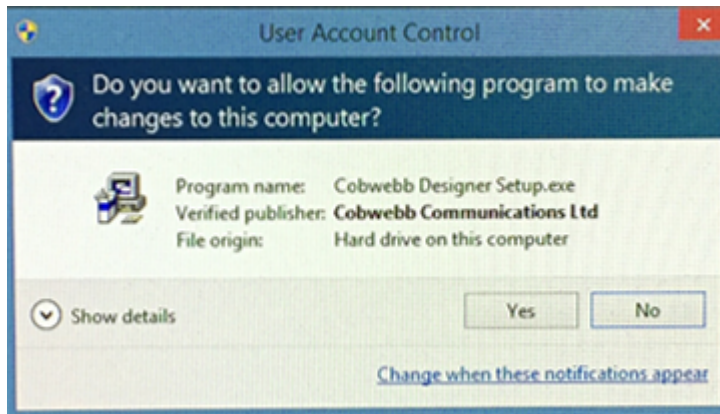 User Account Control
Do you want to allow the following program to make
changes to this computer?
Program name: Cobwebb Designer Setup.exe
Verified publisher: Cobwebb Communications Ltd
File origin: Hard drive on this computer
Show details
Yes
No
Change when these notifications appear